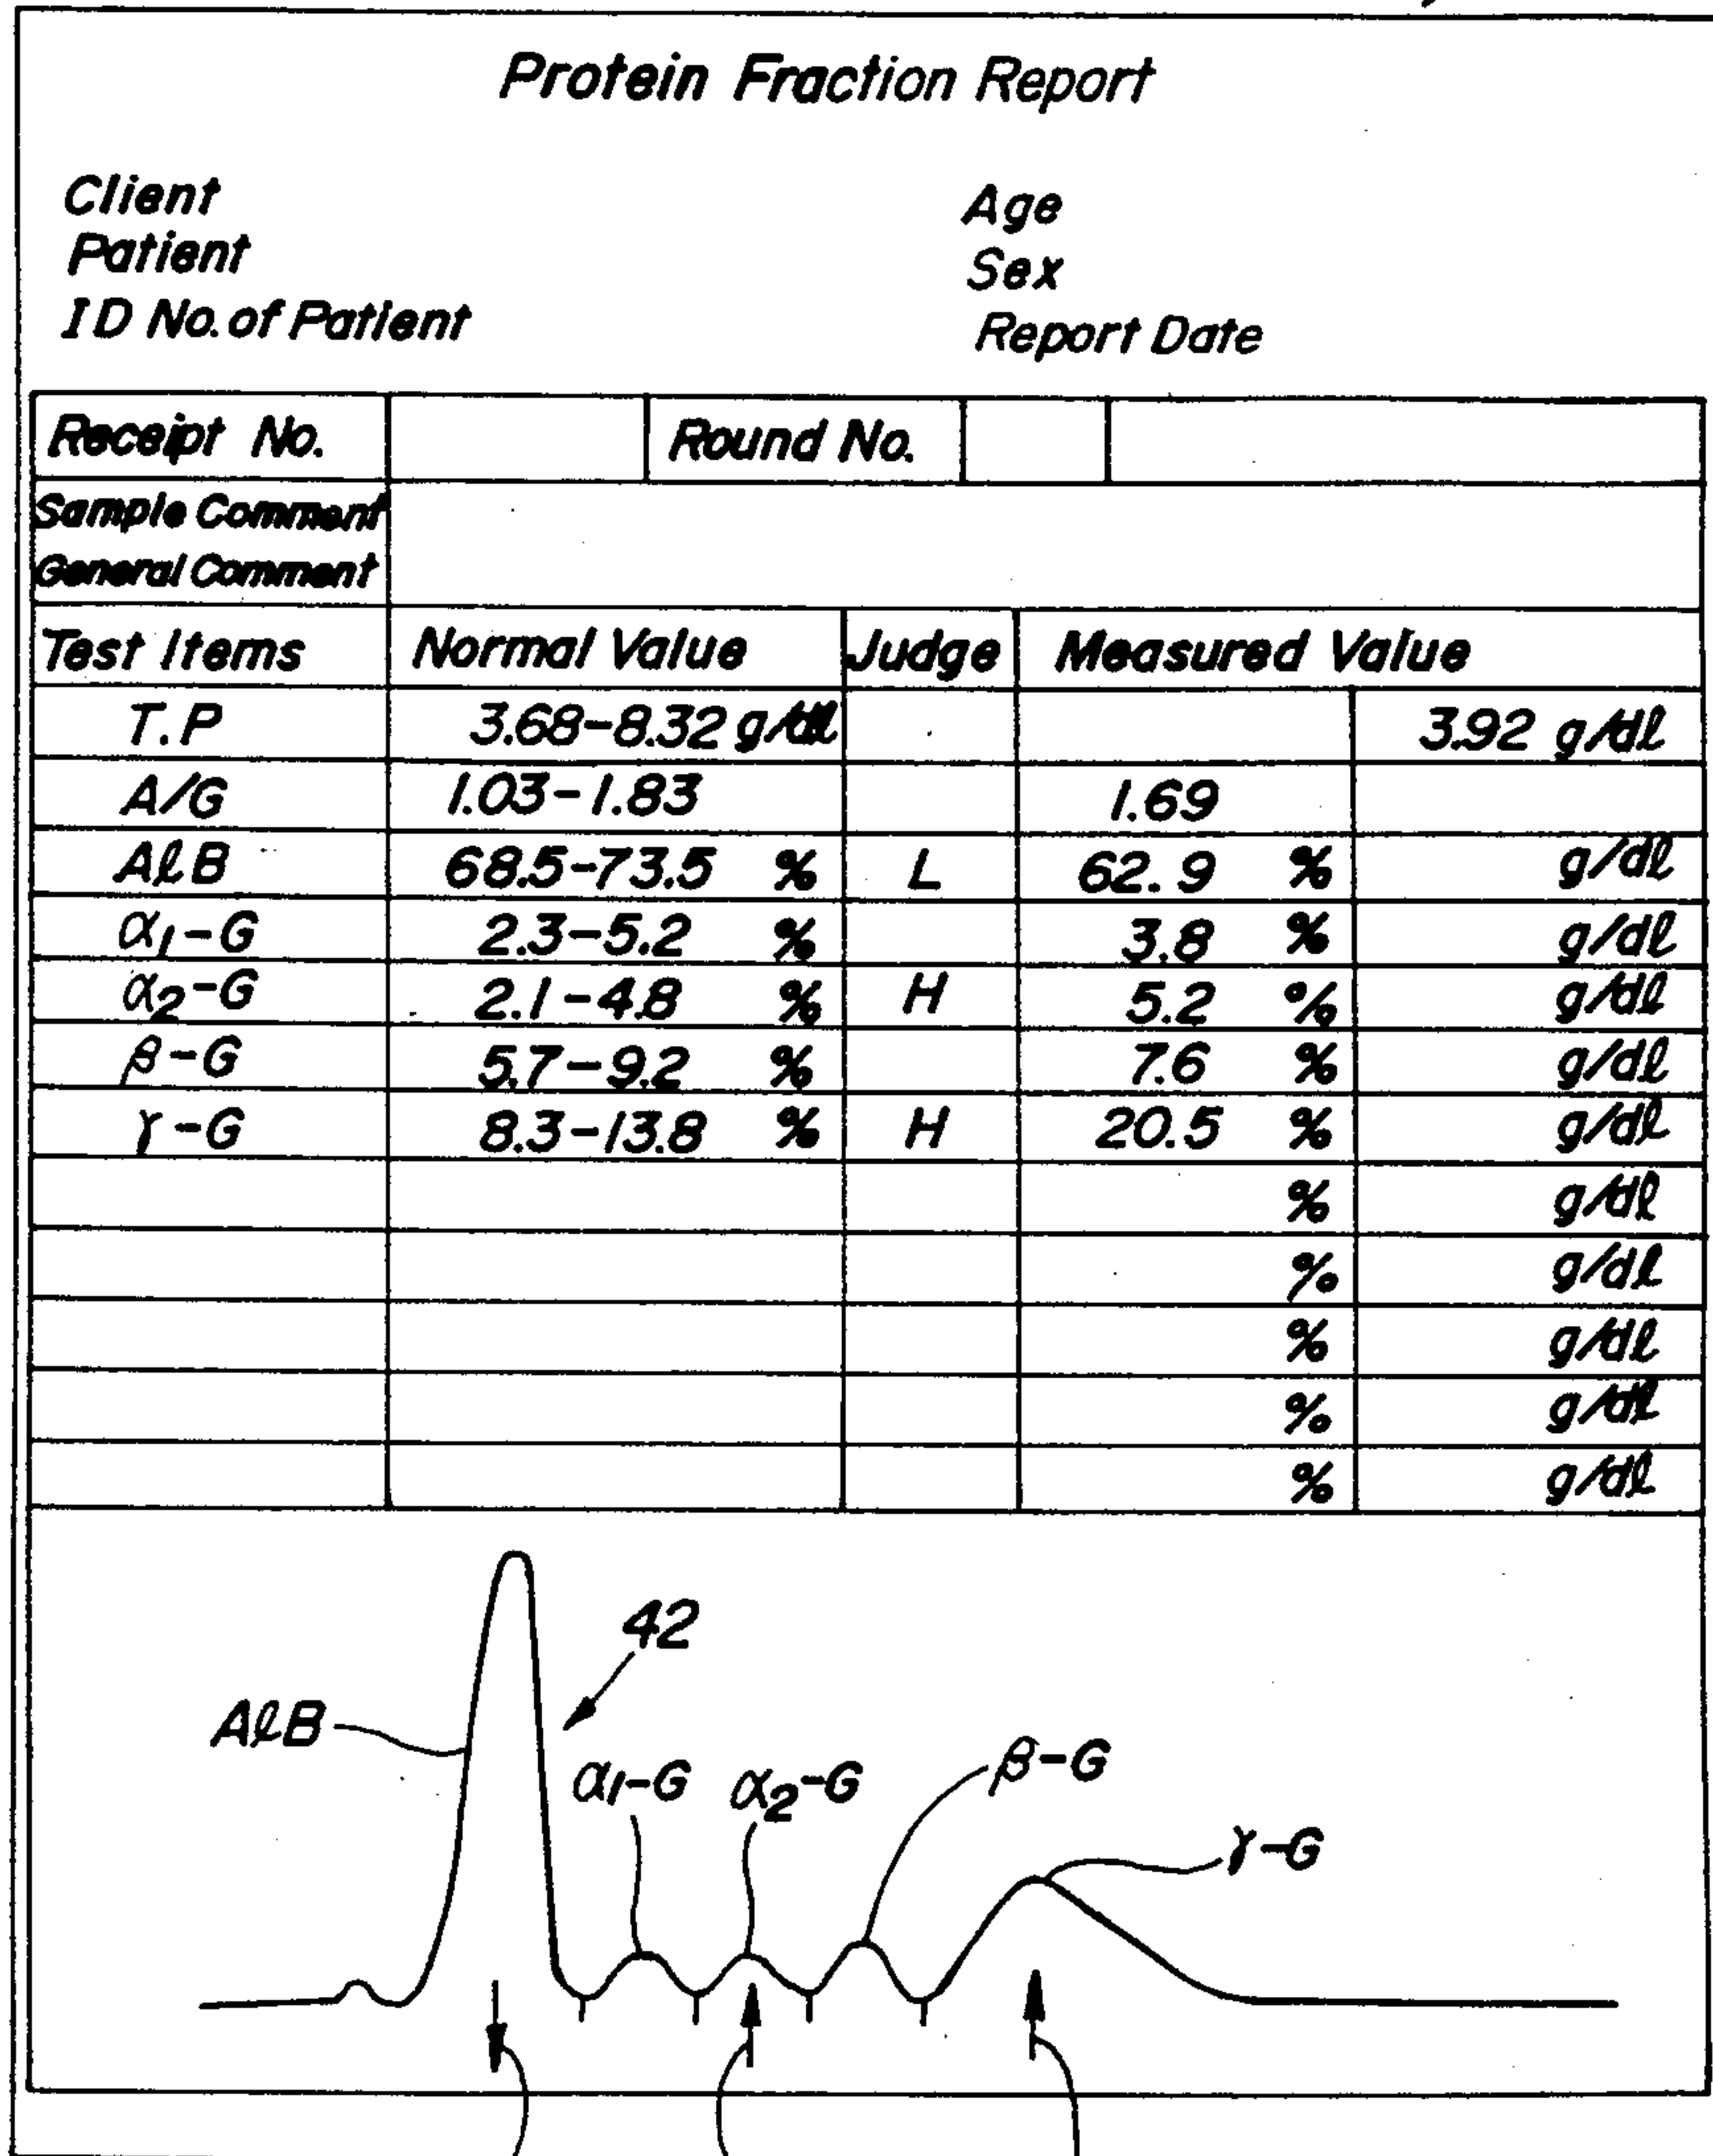 Protein Fraction Report
Client Age
Patient Sex
ID No. of Patient Report Date
Receipt No. Round No.
Sample Comment
General Comment
Test Items Normal Value Judge Measured Value
T.P 3.68-8.32 g/dl 3.92 g/dl
A/G 1.03-1.83 1.69
AlB 68.5-73.5 % L 62.9 % g/dl
α1-G 2.3-5.2 % 3.8 % g/dl
α2-G 2.1-4.8 % H 5.2 % g/dl
β-G 5.7-9.2 % 7.6 % g/dl
γ-G 8.3-13.8 % H 20.5 % g/dl
% g/dl
% g/dl
% g/dl
% g/dl
% g/dl
42
AlB
α1-G α2-G β-G
γ-G